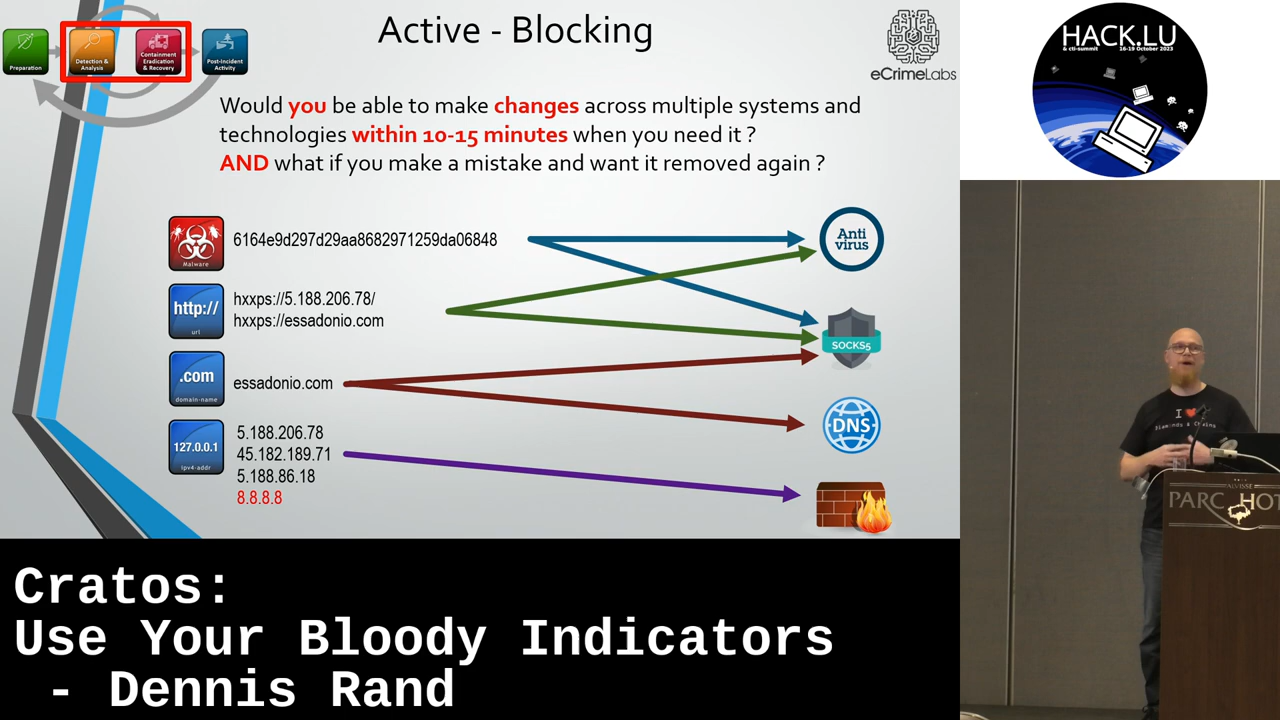 Preparation
Detection &
Analysis
Containment
Eradication
& Recovery
Post-Incident
Activity
Active - Blocking
eCrimeLabs
HACK.LU
& cti-summit 16-19 October 2023
Would you be able to make changes across multiple systems and
technologies within 10-15 minutes when you need it ?
AND what if you make a mistake and want it removed again ?
Malware
6164e9d297d29aa8682971259da06848
Anti
virus
http://
url
hxxps://5.188.206.78/
hxxps://essadonio.com
SOCKS5
.com
domain-name
essadonio.com
DNS
127.0.0.1
ipv4-addr
5.188.206.78
45.182.189.71
5.188.86.18
8.8.8.8
I
Diamonds & Chains
ALVISSE
PARC HOT
Cratos:
Use Your Bloody Indicators
- Dennis Rand